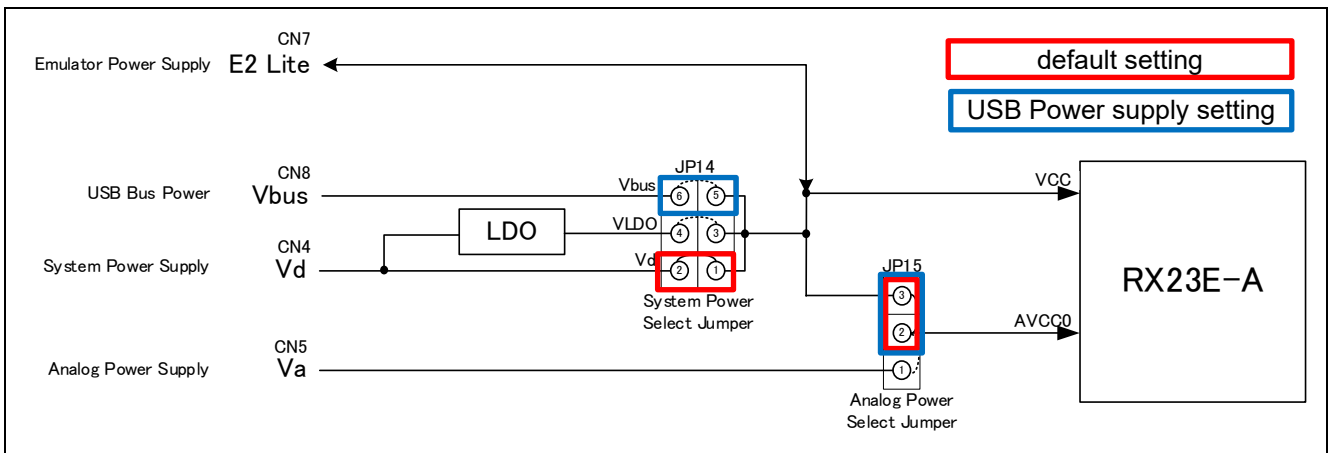 CN7
Emulator Power Supply E2 Lite
default setting
USB Power supply setting
CN8
USB Bus Power Vbus
JP14
Vbus
6 5
VCC
LDO
VLDO
4 3
CN4
System Power Supply Vd
Vd
2 1
System Power
Select Jumper
JP15
3
2
1
AVCC0
RX23E-A
CN5
Analog Power Supply Va
Analog Power
Select Jumper